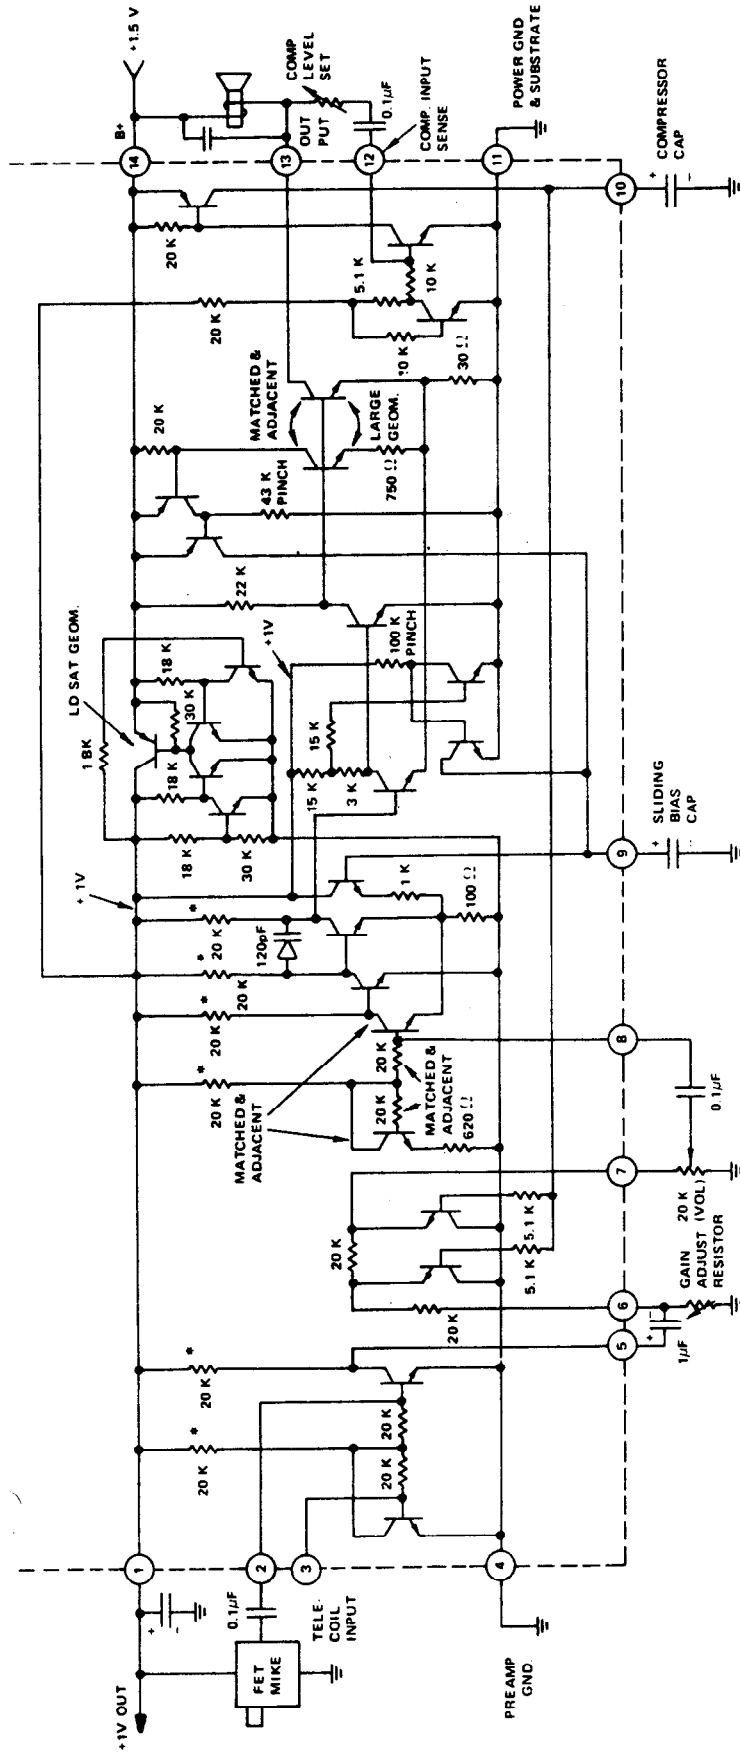 +1V OUT
+
-
FET
MIKE
0.1µF
TELE-
COIL
INPUT
PREAMP
GND.
1
2
3
4
20 K
*
20 K
*
20 K
20 K
5
6
1µF
+
-
GAIN
ADJUST
RESISTOR
20 K
20 K
5.1 K
5.1 K
7
20 K (VOL)
0.1µF
8
MATCHED &
ADJACENT
20 K
*
20 K
*
20 K
*
20 K
*
20 K
20 K
620 Ω
MATCHED &
ADJACENT
120pF
1 K
100 Ω
+ 1V
9
+
-
SLIDING
BIAS
CAP
18K
18 K
30 K
18 K
30 K
18 K
LD SAT GEOM.
15 K
3 K
15 K
100 K
PINCH
+1V
22 K
43 K
PINCH
20 K
750 Ω
LARGE
GEOM.
MATCHED &
ADJACENT
30 Ω
20 K
10 K
5.1 K
10 K
20 K
10
+
-
COMPRESSOR
CAP
11
POWER GND
& SUBSTRATE
12
COMP. INPUT
SENSE
0.1µF
COMP
LEVEL
SET
13
OUT
PUT
14
B+
+1.5 V